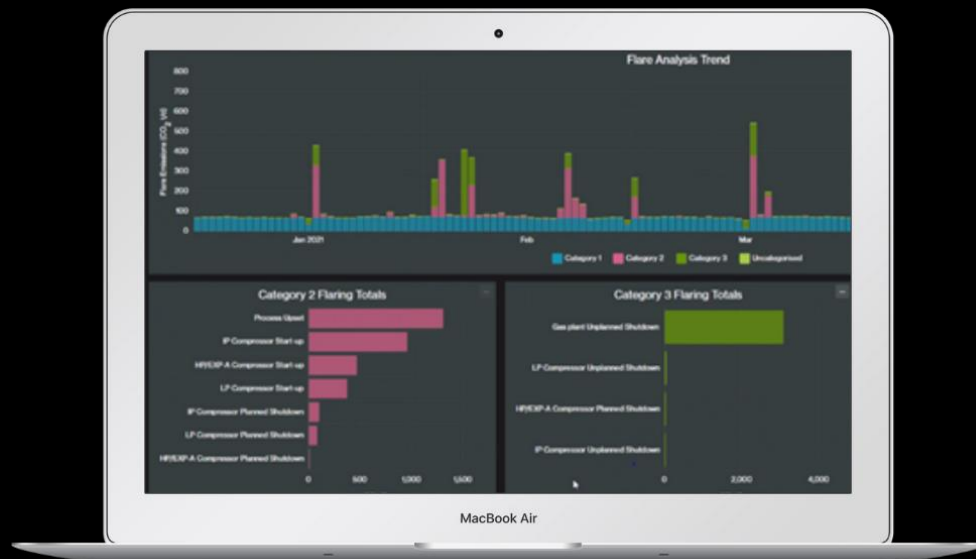 Flare Analysis Trend
Flare Emissions (CO2 t/d)
800
700
600
500
400
300
200
100
0
Jan 2021
Feb
Mar
Category 1
Category 2
Category 3
Uncategorised
Category 2 Flaring Totals
Process Upset
IP Compressor Start-up
HP/EXP-A Compressor Start-up
LP Compressor Start-up
IP Compressor Planned Shutdown
LP Compressor Planned Shutdown
HP/EXP-A Compressor Planned Shutdown
0
500
1,000
1,500
Category 3 Flaring Totals
Gas plant Unplanned Shutdown
LP Compressor Unplanned Shutdown
HP/EXP-A Compressor Planned Shutdown
IP Compressor Unplanned Shutdown
0
2,000
4,000
MacBook Air